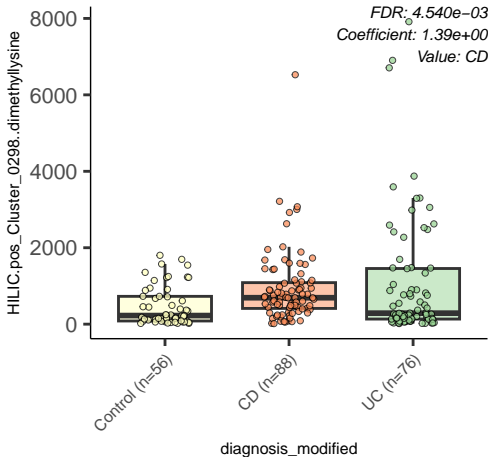 FDR: 4.540e−03
Coefficient: 1.39e+00
Value: CD
8000
6000
4000
2000
0
HILIC.pos_Cluster_0298..dimethyllysine
Control (n=56)
CD (n=88)
UC (n=76)
diagnosis_modified